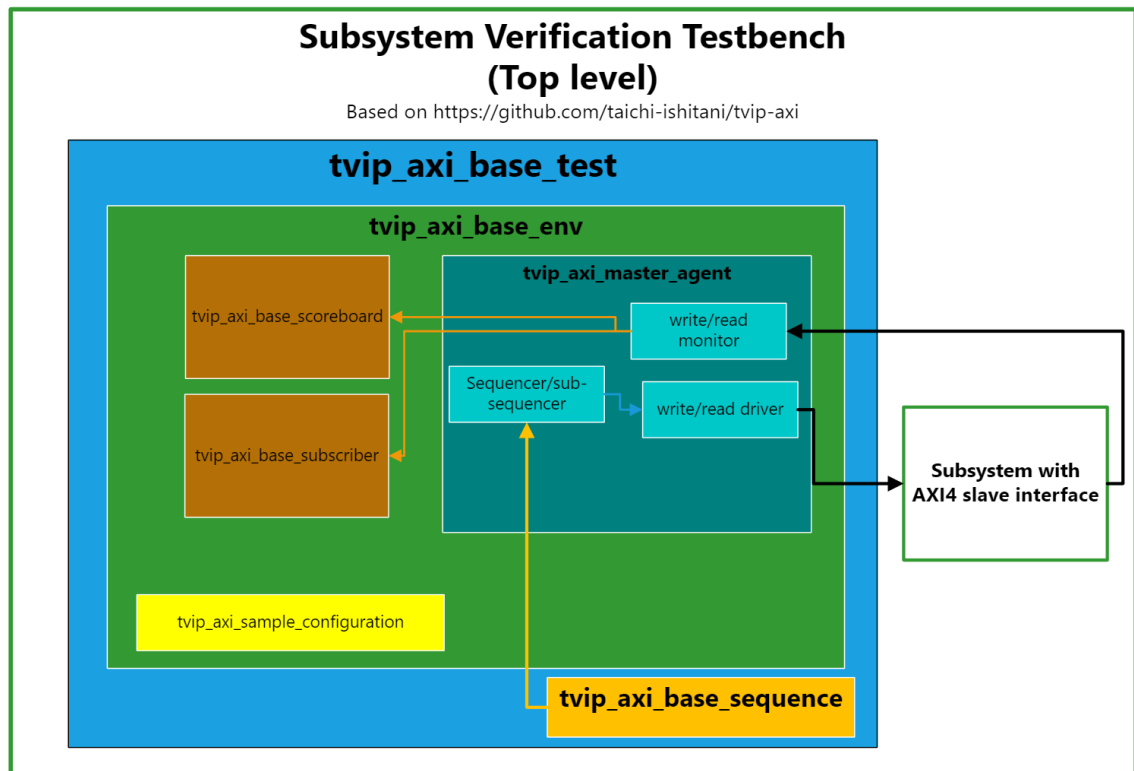 Subsystem Verification Testbench
(Top level)
Based on https://github.com/taichi-ishitani/tvip-axi
tvip_axi_base_test
tvip_axi_base_env
tvip_axi_base_scoreboard
tvip_axi_master_agent
write/read
monitor
Sequencer/sub-
sequencer
write/read driver
tvip_axi_base_subscriber
Subsystem with
AXI4 slave interface
tvip_axi_sample_configuration
tvip_axi_base_sequence